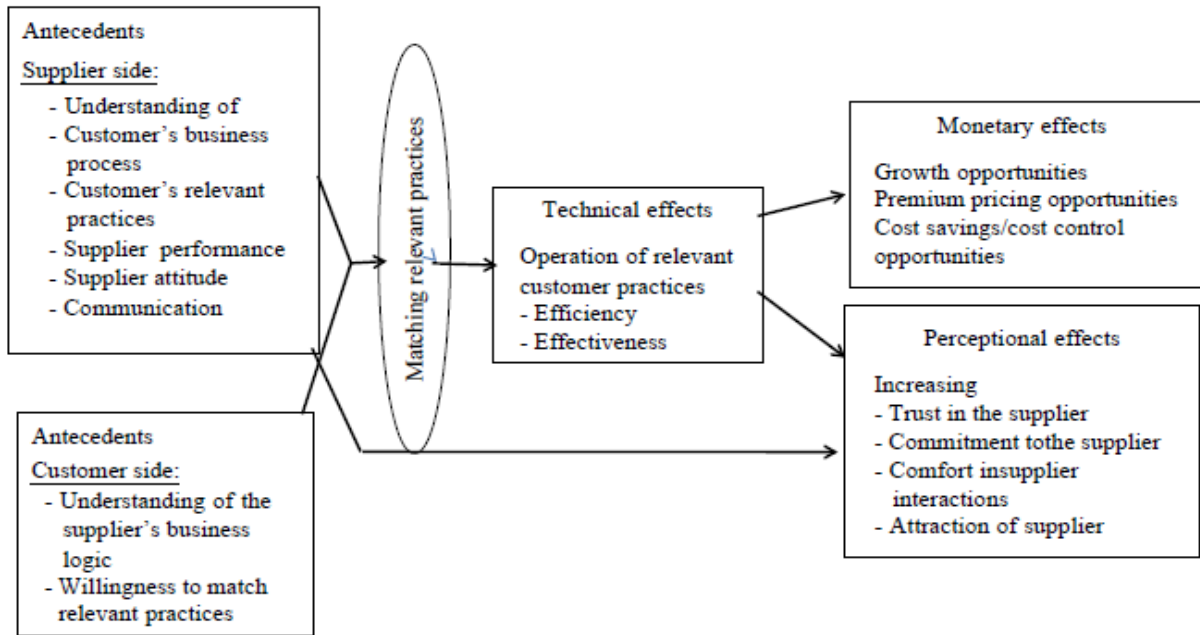 Antecedents
Supplier side:
- Understanding of
- Customer's business
process
- Customer's relevant
practices
- Supplier performance
- Supplier attitude
- Communication
Antecedents
Customer side:
- Understanding of the
supplier's business
logic
- Willingness to match
relevant practices
Matching relevant practices
Technical effects
Operation of relevant
customer practices
- Efficiency
- Effectiveness
Monetary effects
Growth opportunities
Premium pricing opportunities
Cost savings/cost control
opportunities
Perceptional effects
Increasing
- Trust in the supplier
- Commitment tothe supplier
- Comfort insupplier
interactions
- Attraction of supplier